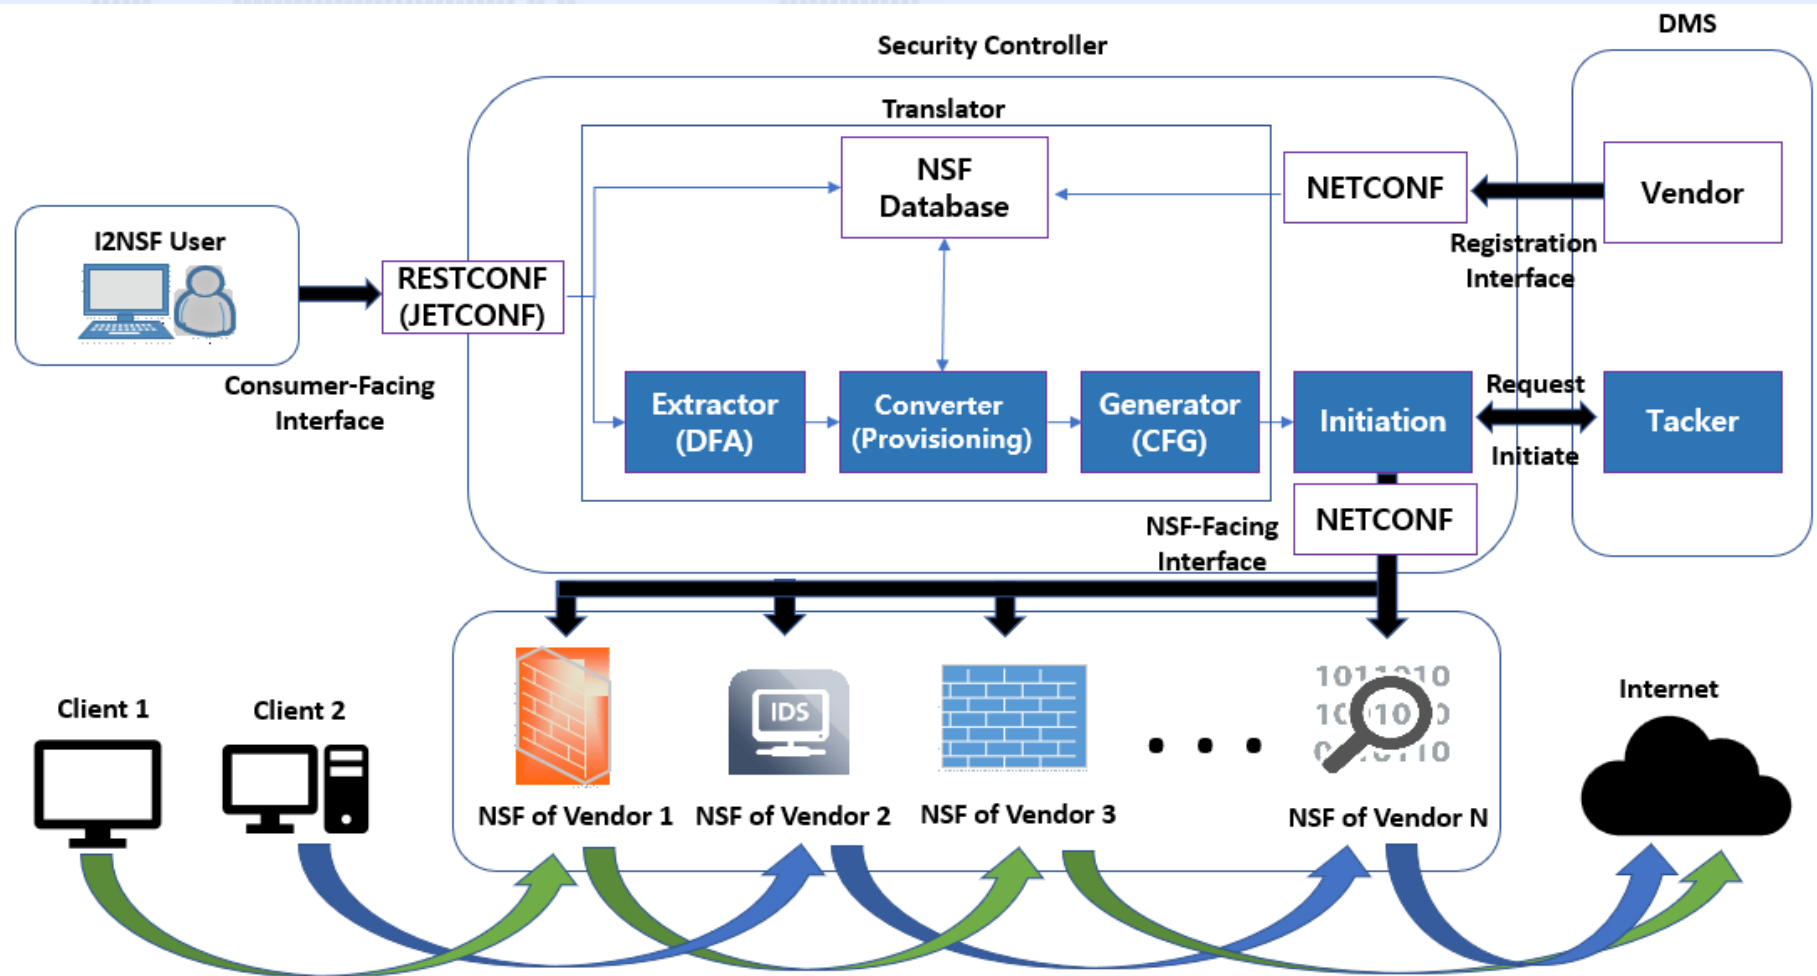 DMS
Security Controller
Translator
NSF
Database
NETCONF
Vendor
I2NSF User
Registration
Interface
RESTCONF
(JETCONF)
Consumer-Facing
Interface
Extractor
(DFA)
Converter
(Provisioning)
Generator
(CFG)
Initiation
Request
Initiate
Tacker
NSF-Facing
Interface
NETCONF
Client 1
Client 2
IDS
NSF of Vendor 1
NSF of Vendor 2
NSF of Vendor 3
. . .
NSF of Vendor N
Internet